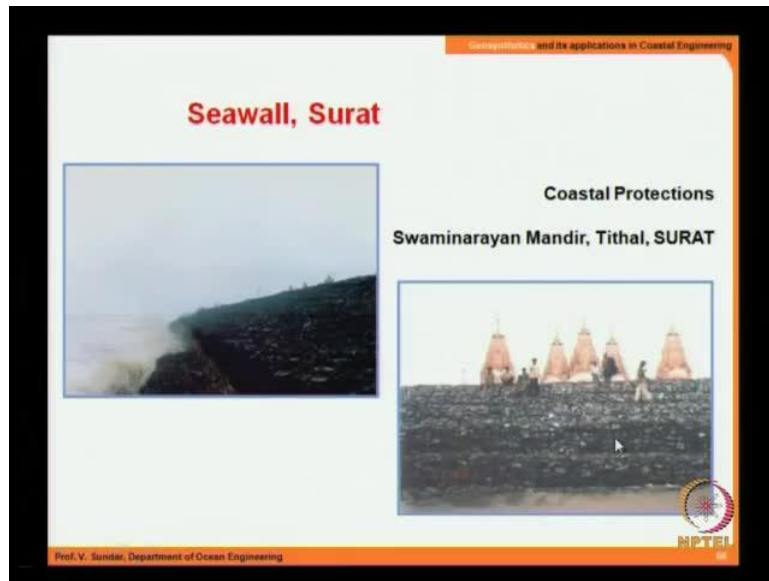 Geosynthetics and its applications in Coastal Engineering
Seawall, Surat
Coastal Protections
Swaminarayan Mandir, Tithal, SURAT
NPTEL
Prof. V. Sundar, Department of Ocean Engineering